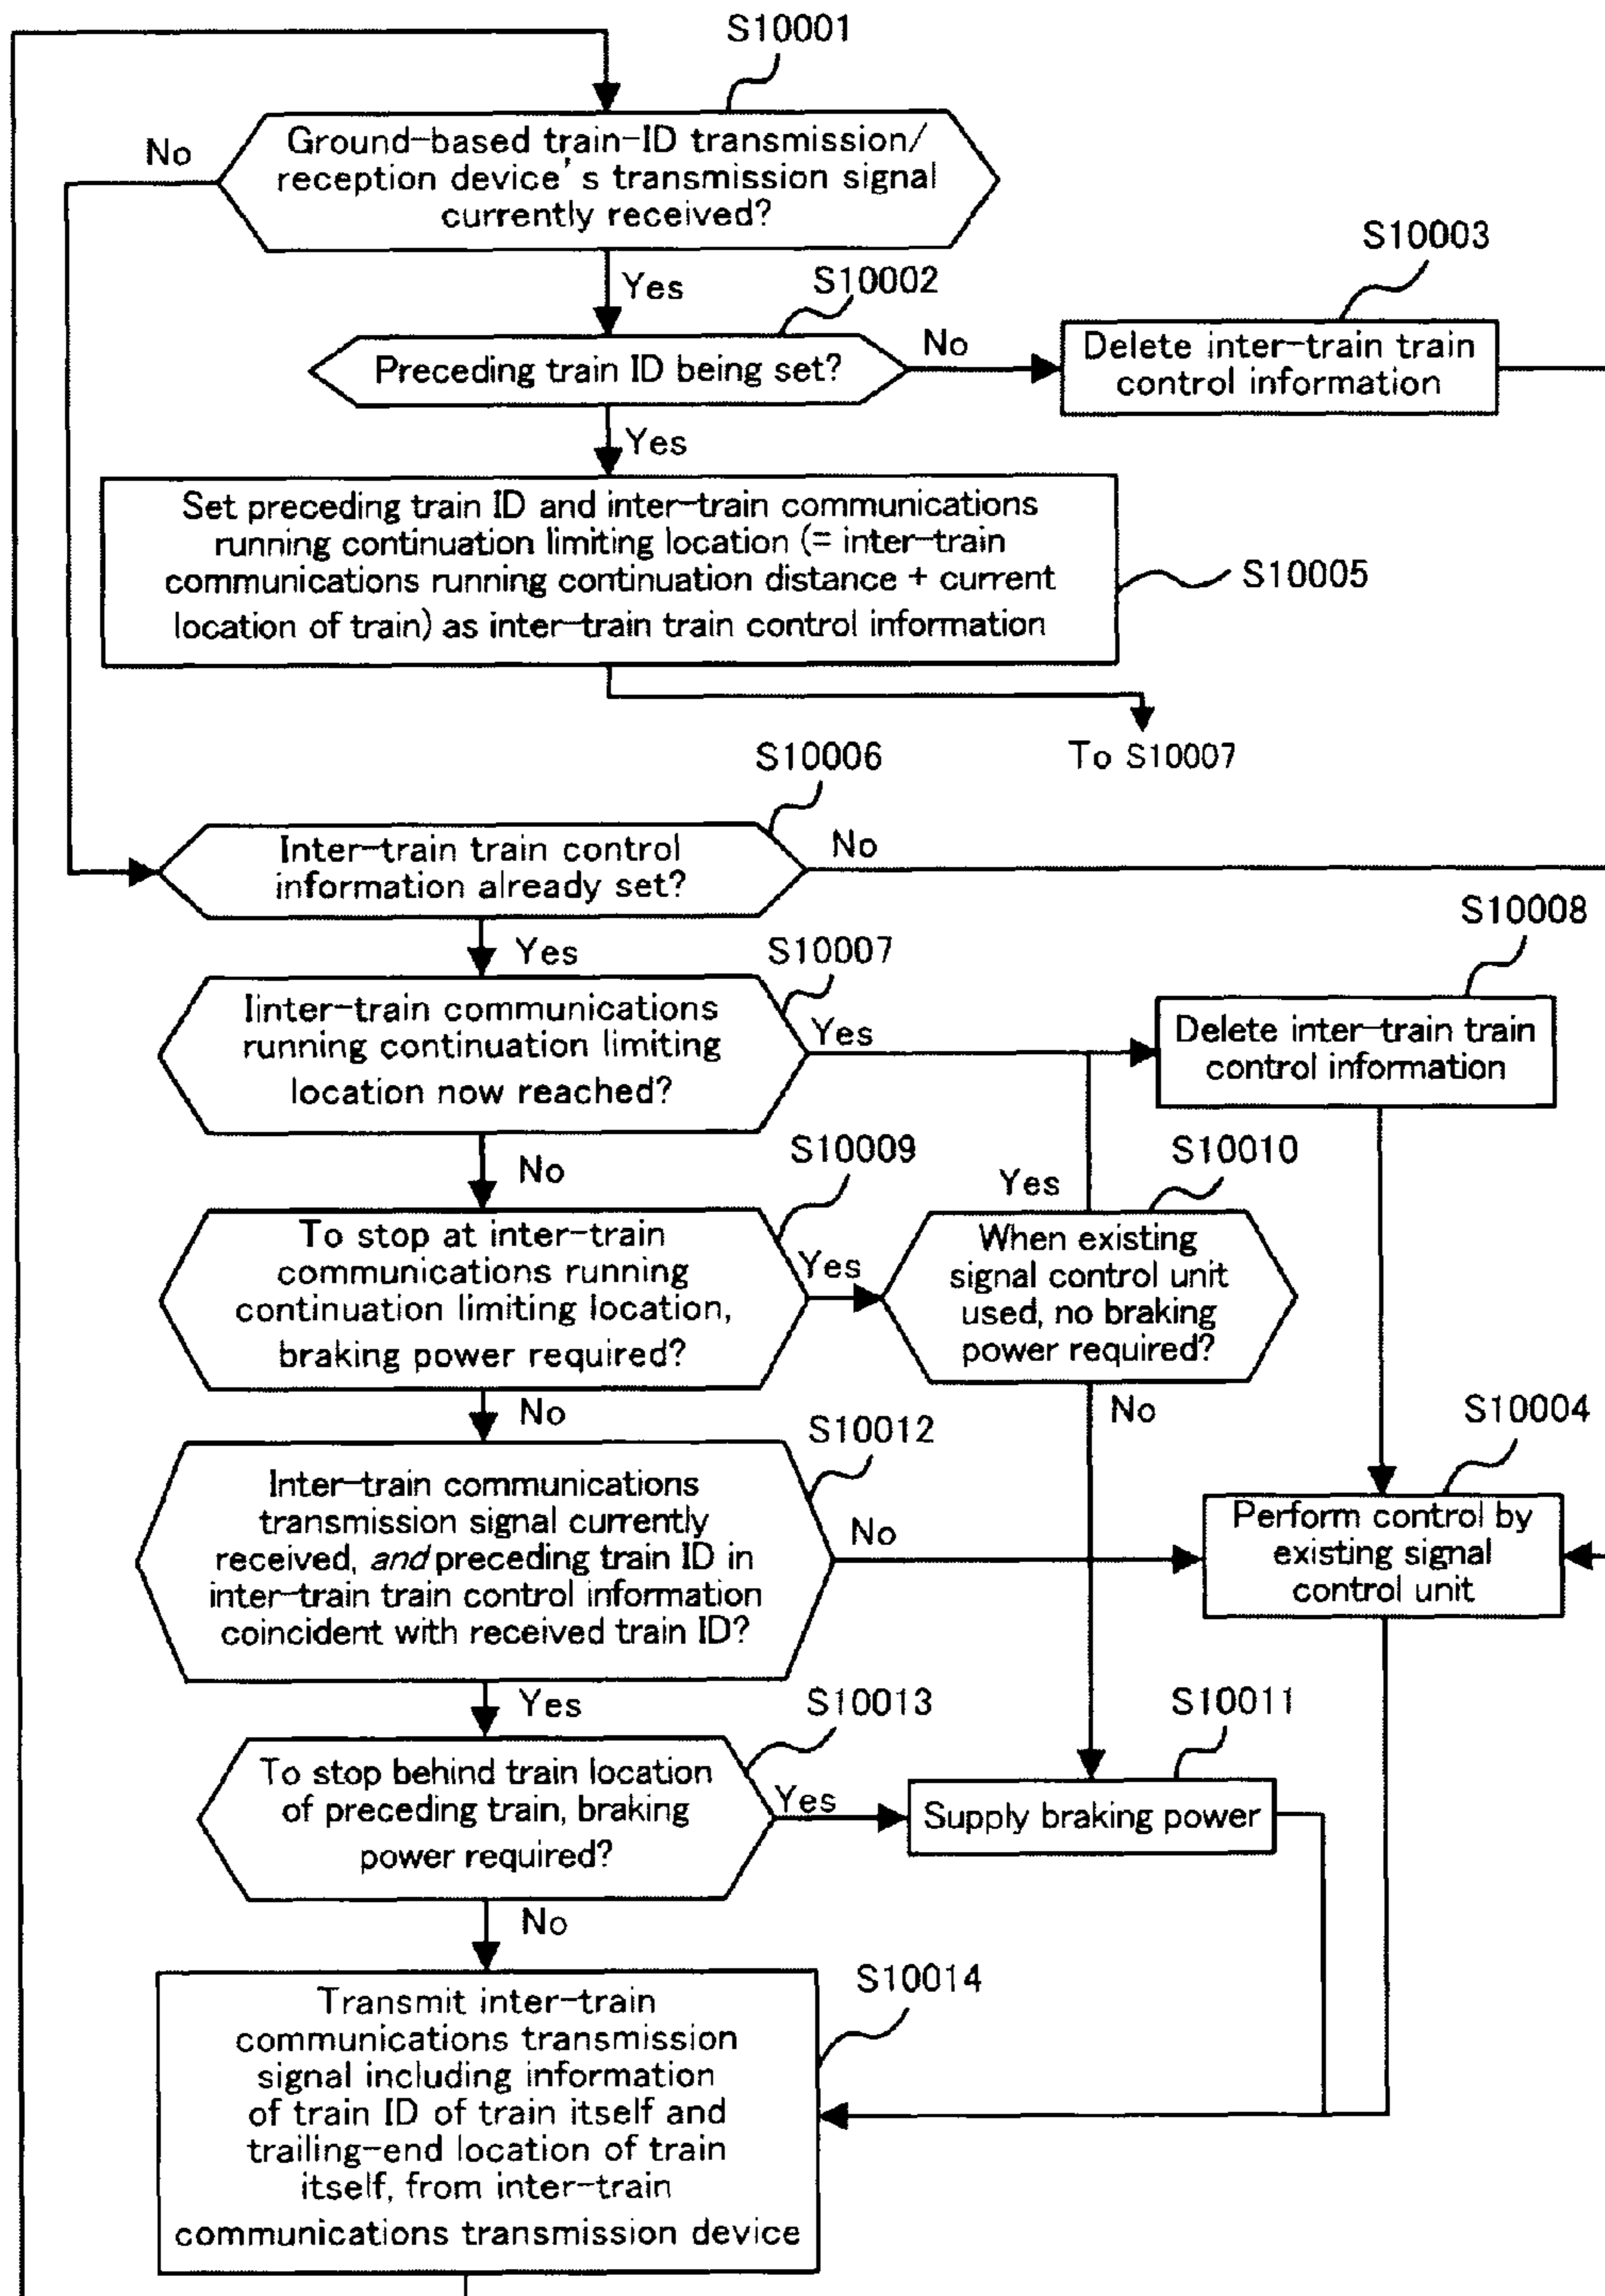 S10001
No
Ground-based train-ID transmission/
reception device's transmission signal
currently received?
S10003
Yes
S10002
Preceding train ID being set?
No
Delete inter-train train
control information
Yes
Set preceding train ID and inter-train communications
running continuation limiting location (= inter-train
communications running continuation distance + current
location of train) as inter-train train control information
S10005
To S10007
S10006
Inter-train train control
information already set?
No
S10008
Yes
S10007
Iinter-train communications
running continuation limiting
location now reached?
Yes
Delete inter-train train
control information
No
S10009
S10010
Yes
To stop at inter-train
communications running
continuation limiting location,
braking power required?
Yes
When existing
signal control unit
used, no braking
power required?
No
S10012
No
S10004
Inter-train communications
transmission signal currently
received, and preceding train ID in
inter-train train control information
coincident with received train ID?
No
Perform control by
existing signal
control unit
Yes
S10013
S10011
To stop behind train location
of preceding train, braking
power required?
Yes
Supply braking power
No
S10014
Transmit inter-train
communications transmission
signal including information
of train ID of train itself and
trailing-end location of train
itself, from inter-train
communications transmission device